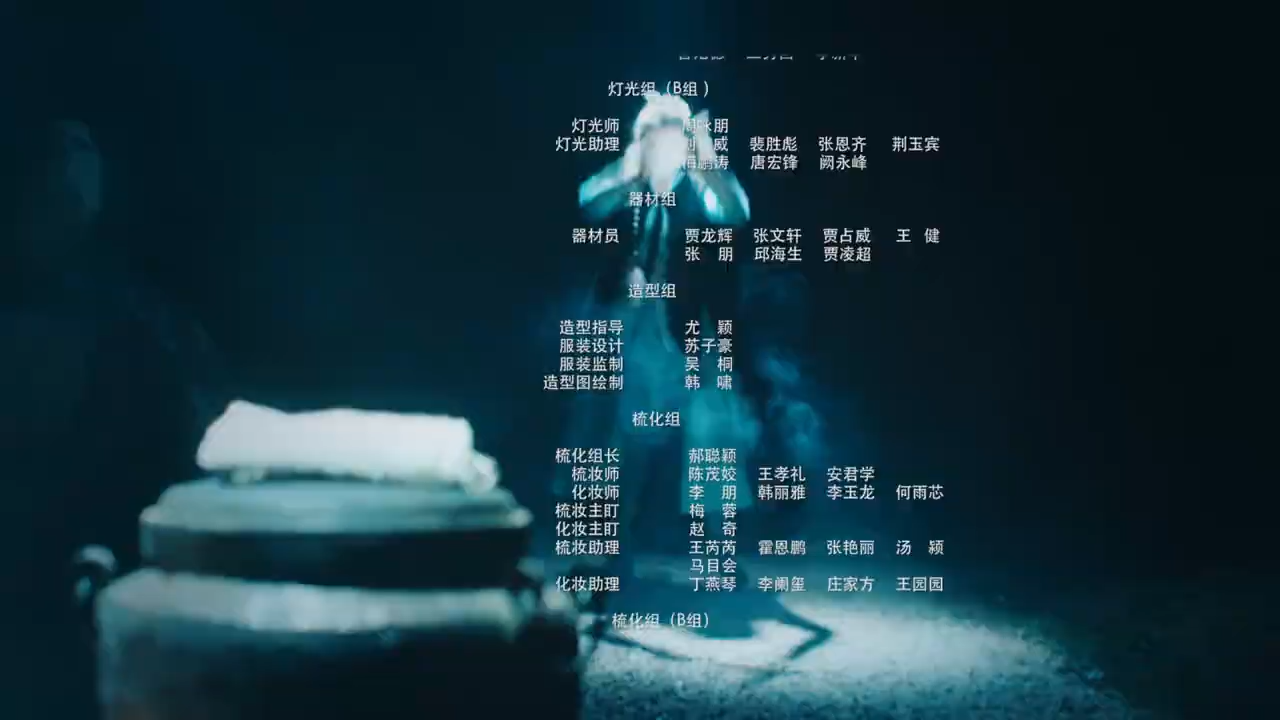 灯光组（B组 ）
灯光师 周咏朋
灯光助理 威 裴胜彪 张恩齐 荆玉宾
梅鹏涛 唐宏锋 阙永峰
器材组
器材员 贾龙辉 张文轩 贾占威 王 健
张 朋 邱海生 贾凌超
造型组
造型指导 尤 颖
服装设计 苏子豪
服装监制 吴 桐
造型图绘制 韩 啸
梳化组
梳化组长 郝聪颖
梳妆师 陈茂姣 王孝礼 安君学
化妆师 李 朋 韩丽雅 李玉龙 何雨芯
梳妆主盯 梅 蓉
化妆主盯 赵 奇
梳妆助理 王芮芮 霍恩鹏 张艳丽 汤 颖
马目会
化妆助理 丁燕琴 李阑玺 庄家方 王园园
梳化组（B组）